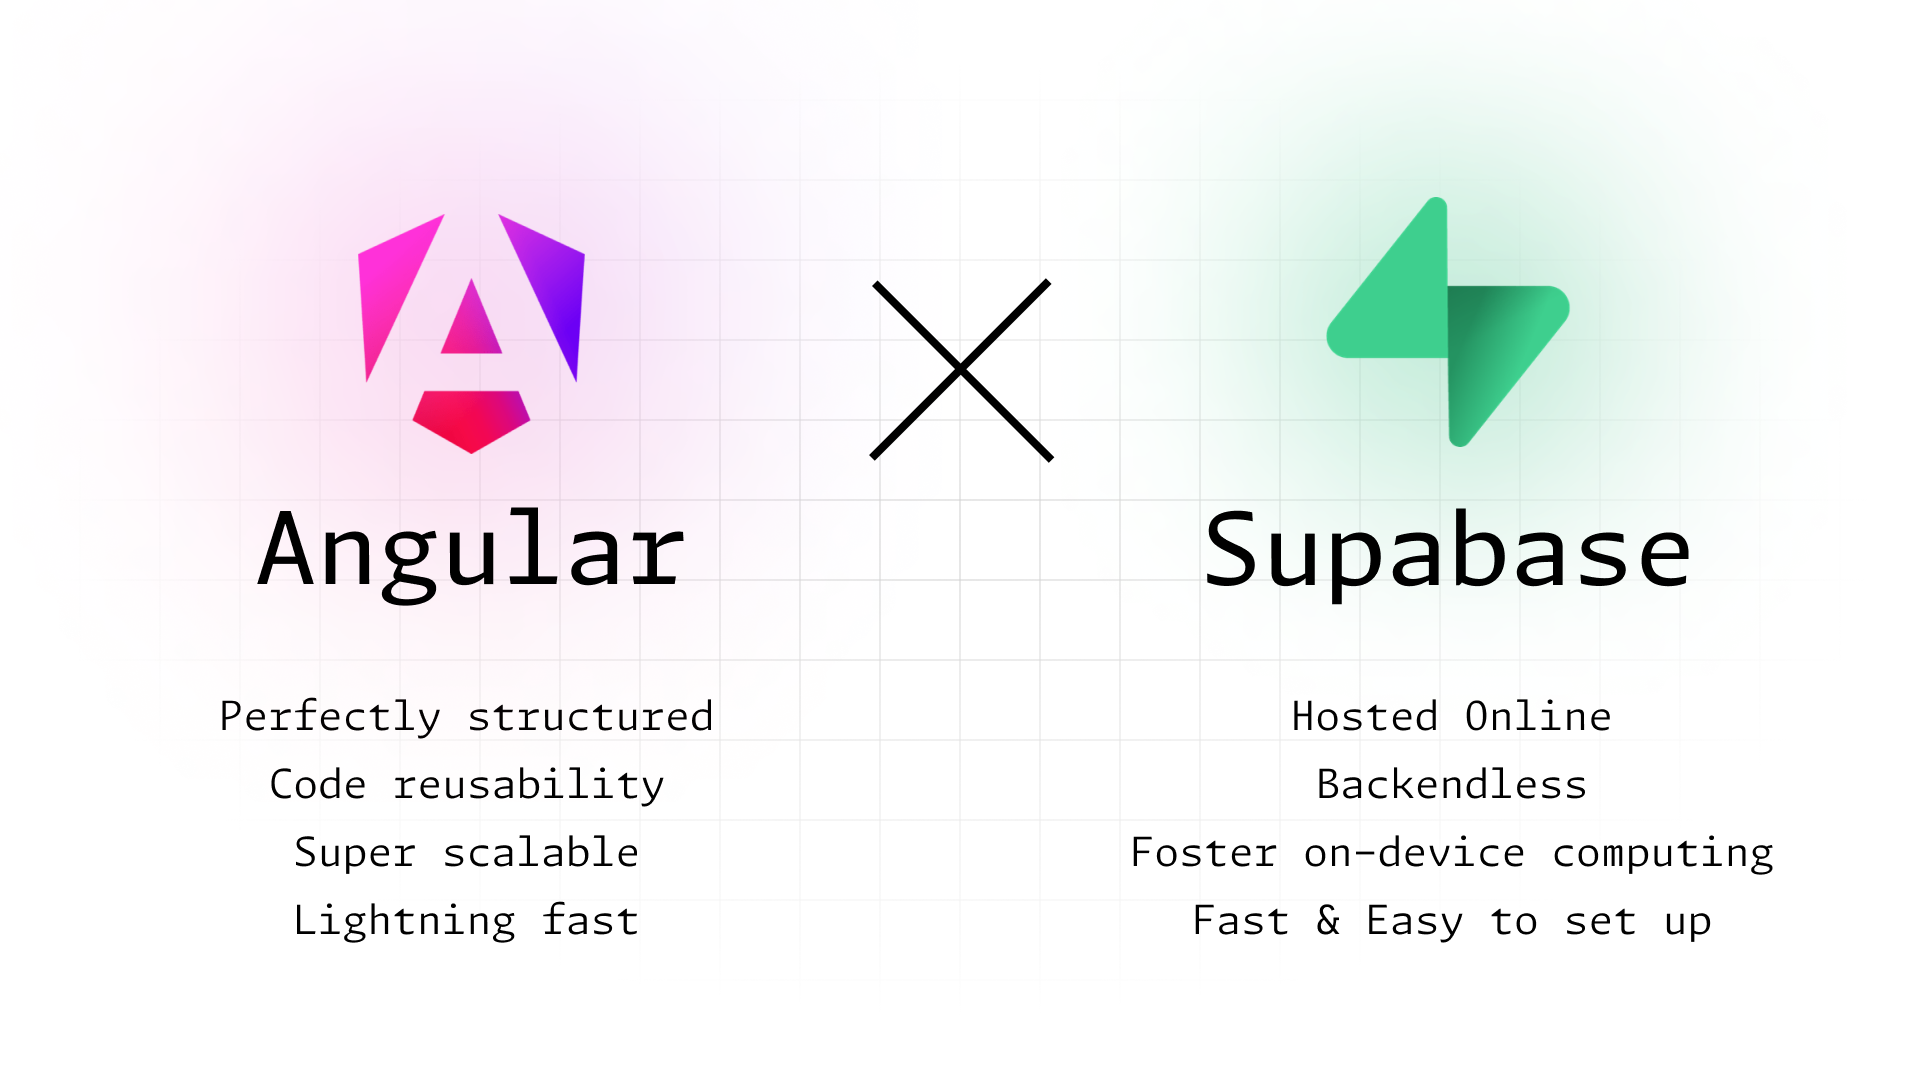 Angular
Perfectly structured
Code reusability
Super scalable
Lightning fast
Supabase
Hosted Online
Backendless
Foster on-device computing
Fast & Easy to set up